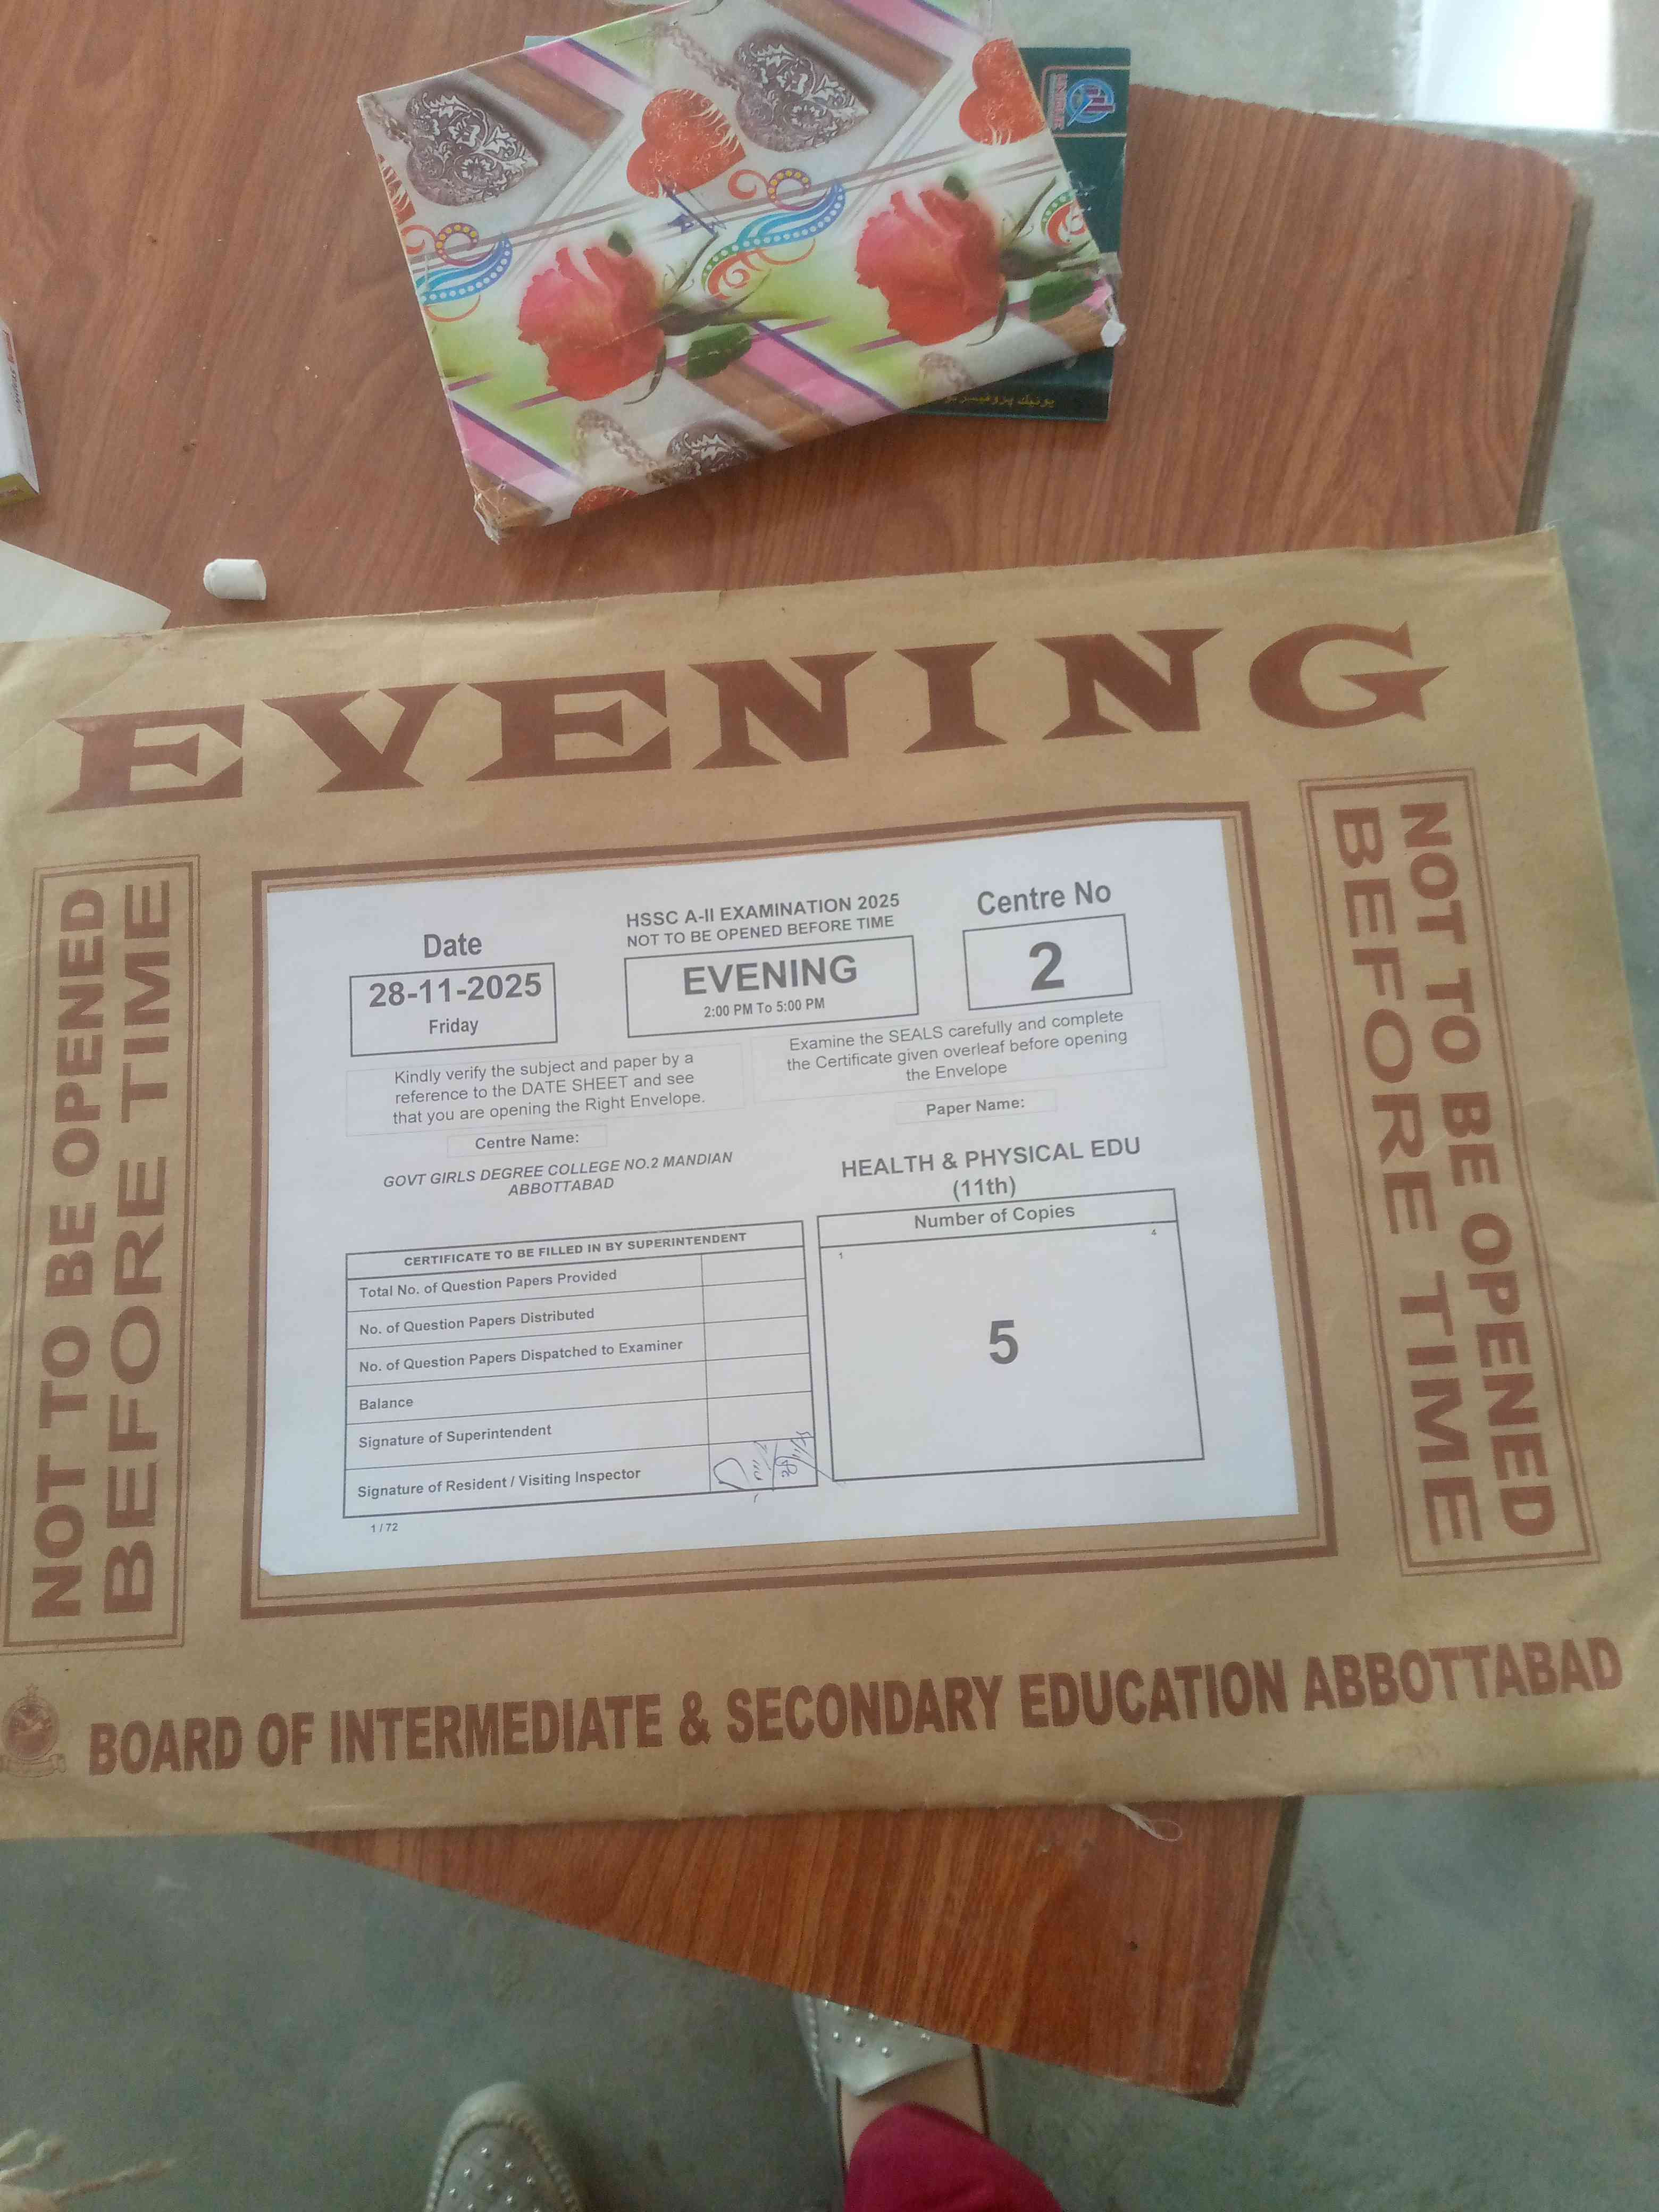 یونیک پروفیسر
EVENING
NOT TO BE OPENED
BEFORE TIME
NOT TO BE OPENED
BEFORE TIME
Date
28-11-2025
Friday
HSSC A-II EXAMINATION 2025
NOT TO BE OPENED BEFORE TIME
EVENING
2:00 PM To 5:00 PM
Centre No
2
Kindly verify the subject and paper by a
reference to the DATE SHEET and see
that you are opening the Right Envelope.
Examine the SEALS carefully and complete
the Certificate given overleaf before opening
the Envelope
Centre Name:
GOVT GIRLS DEGREE COLLEGE NO.2 MANDIAN
ABBOTTABAD
Paper Name:
HEALTH & PHYSICAL EDU
(11th)
CERTIFICATE TO BE FILLED IN BY SUPERINTENDENT
Total No. of Question Papers Provided
No. of Question Papers Distributed
No. of Question Papers Dispatched to Examiner
Balance
Signature of Superintendent
Signature of Resident / Visiting Inspector
1 / 72
Number of Copies
1
4
5
BOARD OF INTERMEDIATE & SECONDARY EDUCATION ABBOTTABAD